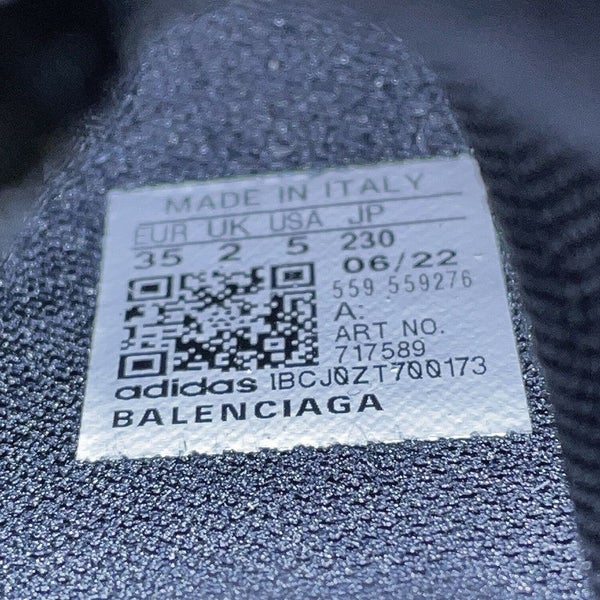 MADE IN ITALY
EUR UK USA JP
35 2 5 230
06/22
559 559276
A:
ART NO.
717589
adidas 1BCJ0ZT700173
BALENCIAGA